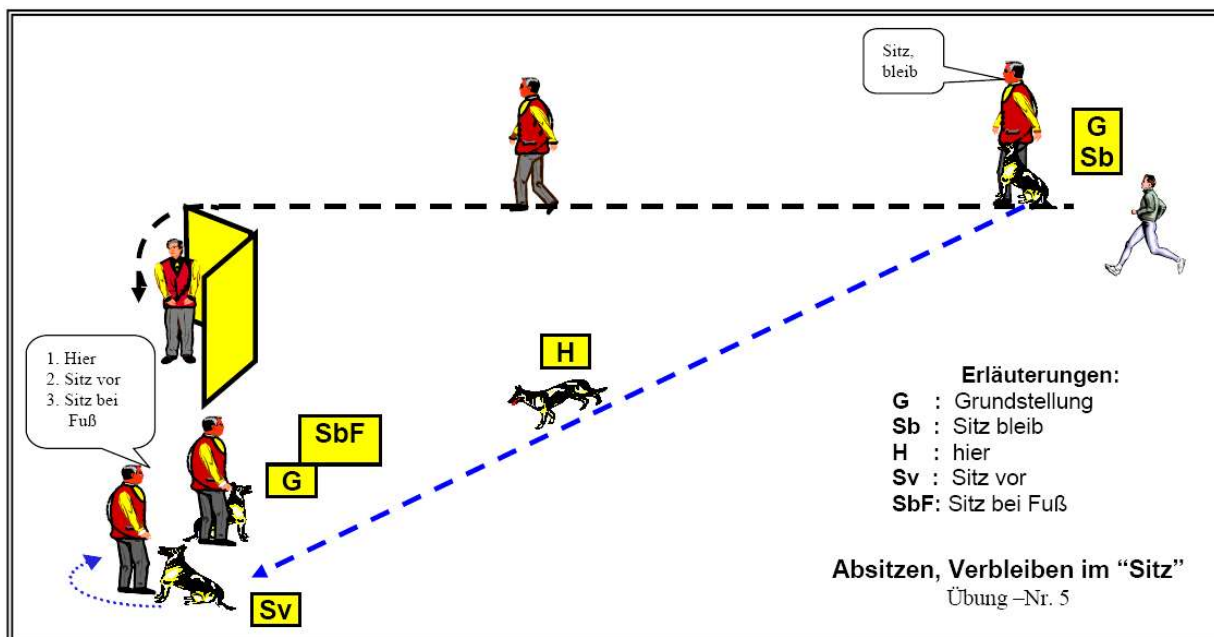 Sitz,
bleib
G
Sb
1. Hier
2. Sitz vor
3. Sitz bei
Fuß
H
SbF
G
Sv
Erläuterungen:
G : Grundstellung
Sb : Sitz bleib
H : hier
Sv : Sitz vor
SbF: Sitz bei Fuß
Absitzen, Verbleiben im “Sitz”
Übung –Nr. 5